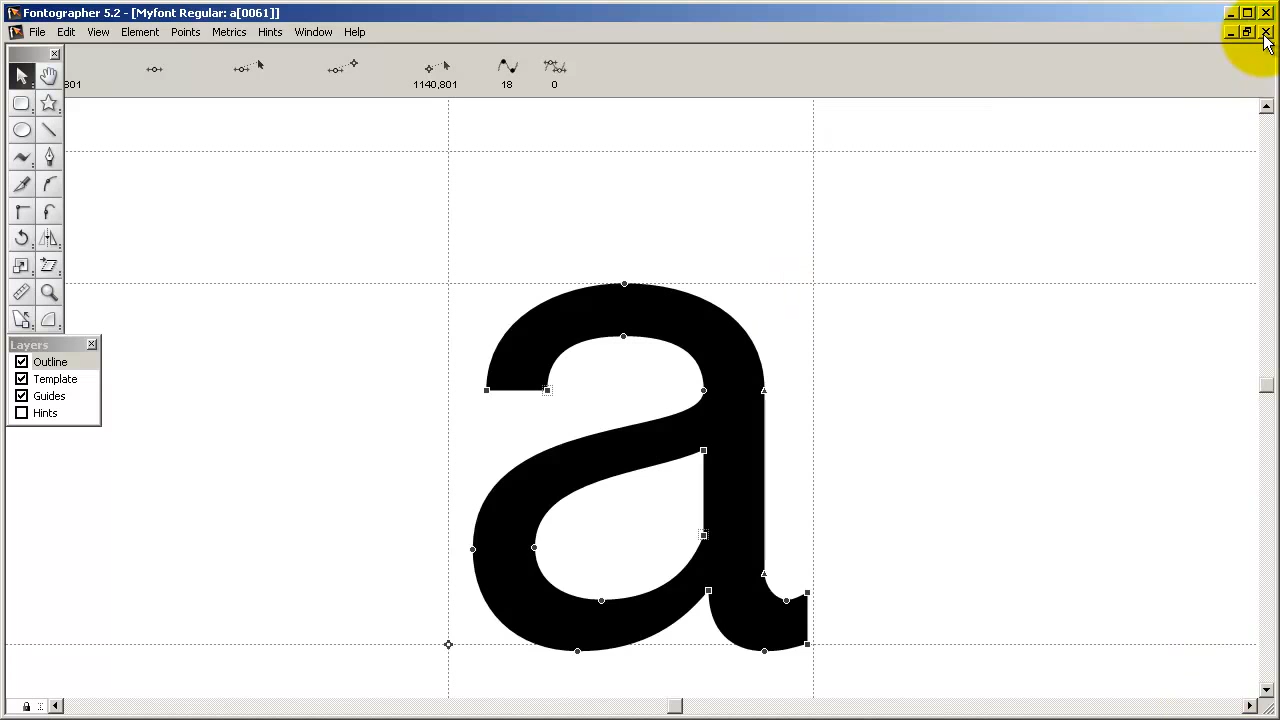 Fontographer 5.2 - [Myfont Regular: a[0061]]
File Edit View Element Points Metrics Hints Window Help
801 1140,801 18 0
Layers
Outline
Template
Guides
Hints
a